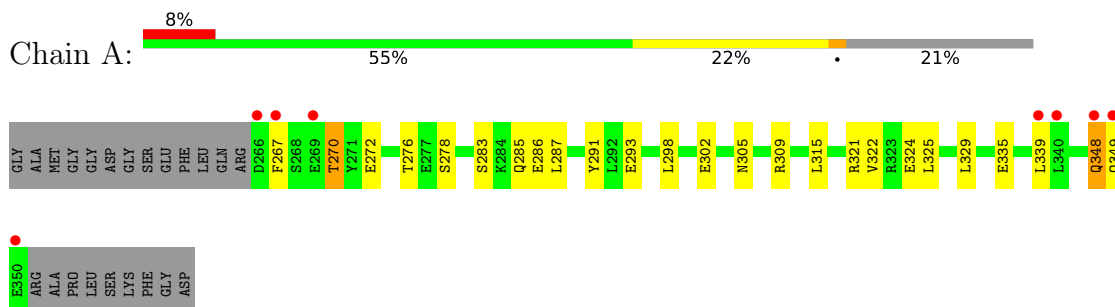 8%
Chain A:
55% 22% • 21%
GLY ALA MET GLY GLY ASP GLY SER GLU PHE LEU GLN ARG D266 F267 S268 E269 T270 Y271 E272 T276 E277 S278 S283 K284 Q285 E286 L287 Y291 L292 E293 L298 E302 N305 R309 L315 R321 V322 R323 E324 L325 L329 E335 L339 L340 Q348
E350 ARG ALA PRO LEU SER LYS PHE GLY ASP